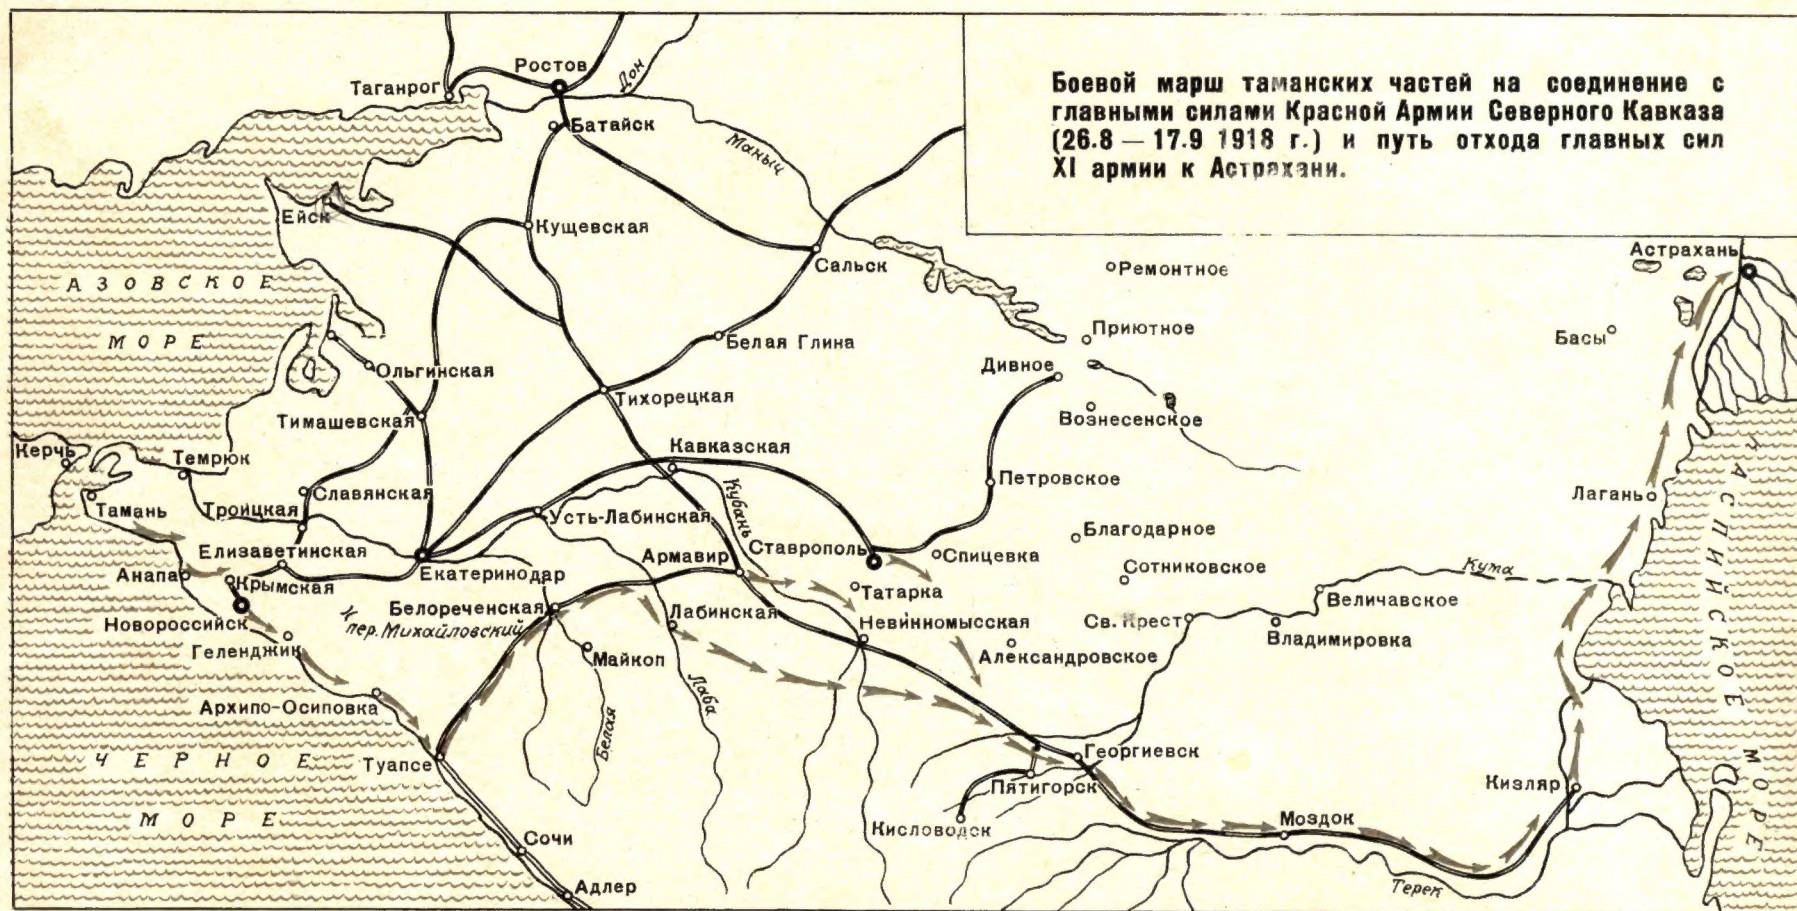 Боевой марш таманских частей на соединение с
главными силами Красной Армии Северного Кавказа
(26.8 — 17.9 1918 г.) и путь отхода главных сил
XI армии к Астрахани.
Ростов
Дон
Таганрог
Батайск
Маныч
Ейск
Кущевская
Сальск
Ремонтное
Астрахань
АЗОВСКОЕ
МОРЕ
Приютное
Басы
Белая Глина
Дивное
Ольгинская
Тихорецкая
Вознесенское
Тимашевская
Керчь
Темрюк
Кавказская
Славянская
Кубань
Петровское
Лагань
КАСПИЙСКОЕ МОРЕ
Тамань
Троицкая
Усть-Лабинская
Благодарное
Елизаветинская
Армавир
Ставрополь
Спицевка
Анапа
Крымская
Екатеринодар
Татарка
Сотниковское
Кума
Белореченская
Лабинская
Величавское
Новороссийск
пер. Михайловский
Невинномысская
Св. Крест
Владимировка
Геленджик
Майкоп
Александровское
Архипо-Осиповка
Лаба
Белая
ЧЕРНОЕ
МОРЕ
Туапсе
Георгиевск
Пятигорск
Кизляр
Кисловодск
Моздок
Сочи
Адлер
Терек